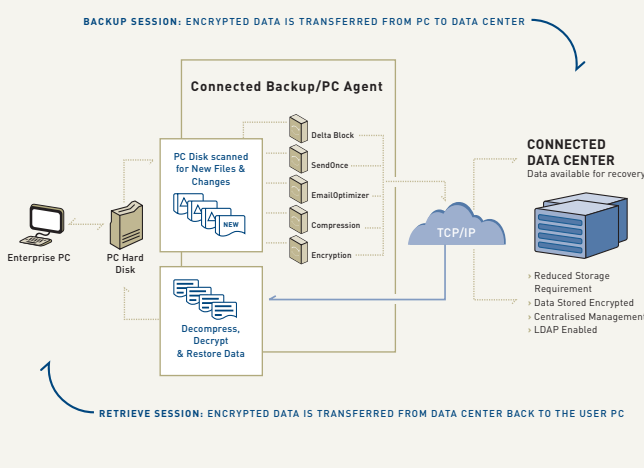 BACKUP SESSION: ENCRYPTED DATA IS TRANSFERRED FROM PC TO DATA CENTER
Connected Backup/PC Agent
PC Disk scanned
for New Files &
Changes
NEW
Delta Block
SendOnce
EmailOptimizer
Compression
Encryption
Enterprise PC
PC Hard
Disk
TCP/IP
CONNECTED
DATA CENTER
Data available for recovery
› Reduced Storage
Requirement
› Data Stored Encrypted
› Centralised Management
› LDAP Enabled
Decompress,
Decrypt
& Restore Data
RETRIEVE SESSION: ENCRYPTED DATA IS TRANSFERRED FROM DATA CENTER BACK TO THE USER PC